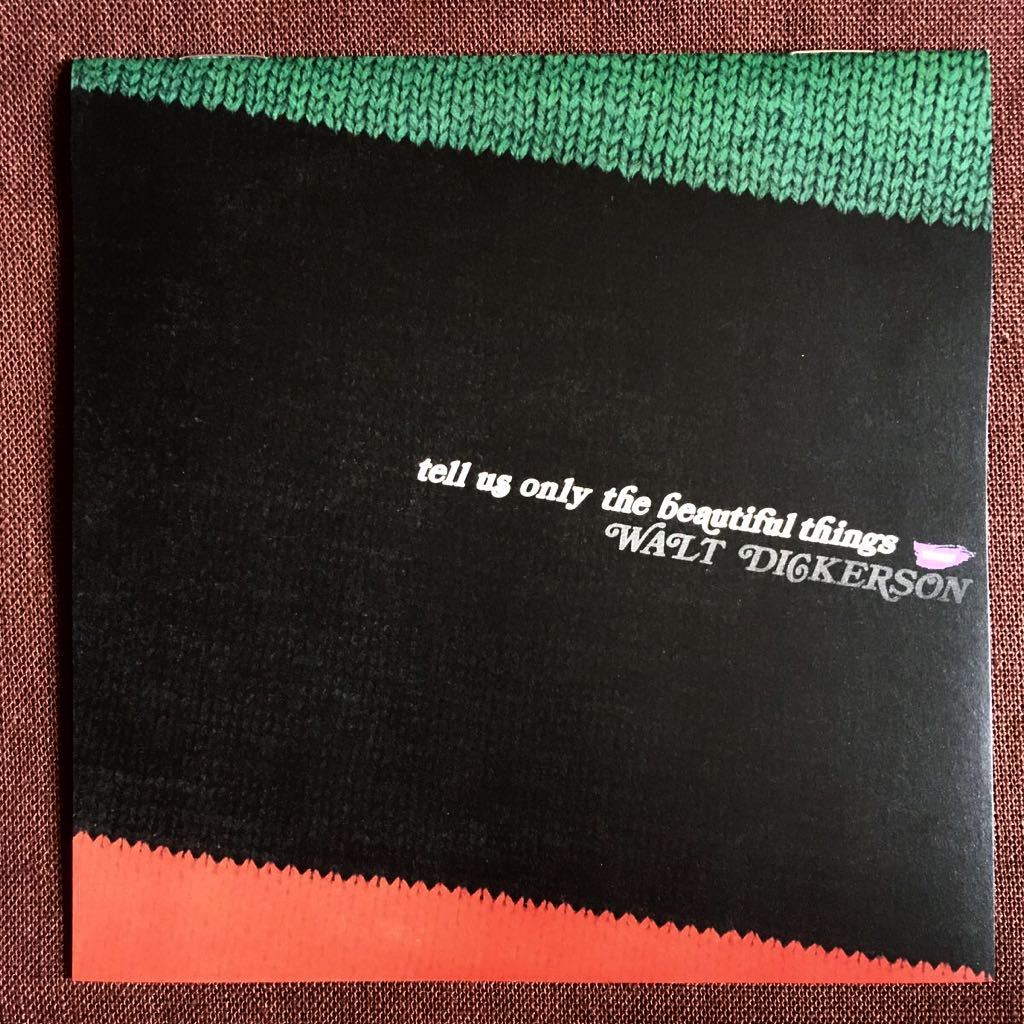 tell us only the beautiful things
WALT DICKERSON